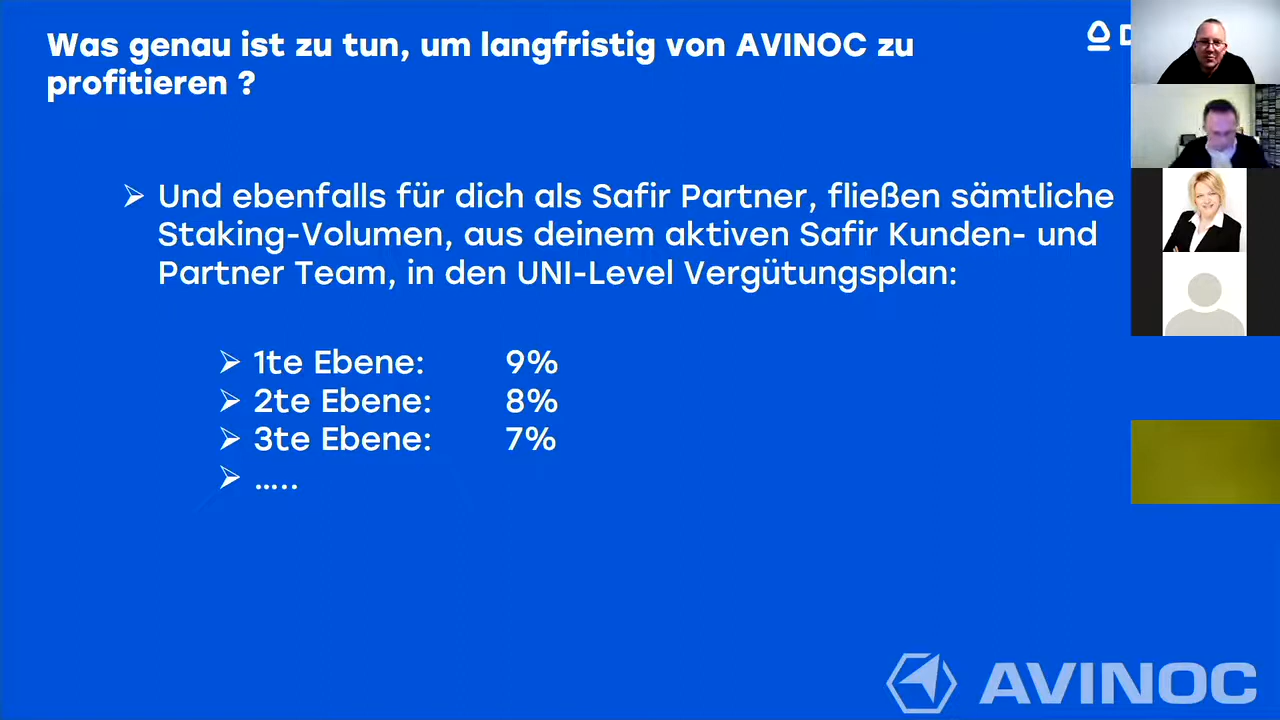 Was genau ist zu tun, um langfristig von AVINOC zu
profitieren ?
➢ Und ebenfalls für dich als Safir Partner, fließen sämtliche
Staking-Volumen, aus deinem aktiven Safir Kunden- und
Partner Team, in den UNI-Level Vergütungsplan:
➢ 1te Ebene: 9%
➢ 2te Ebene: 8%
➢ 3te Ebene: 7%
➢ …..
AVINOC